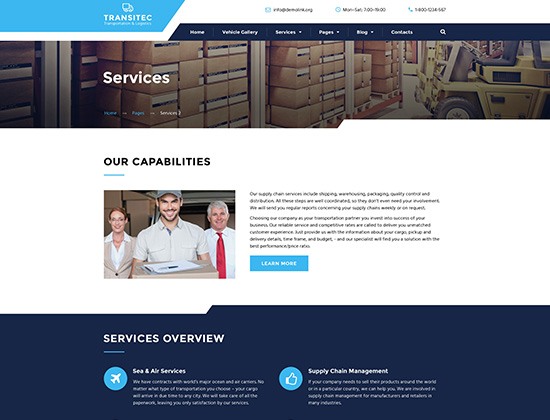 TRANSITEC
Transportation & Logistics
info@demolink.org
Mon–Sat: 7:00–19:00
1-800-1234-567
Home Vehicle Gallery Services Pages Blog Contacts
Services
Home — Pages — Services 2
OUR CAPABILITIES
Our supply chain services include shipping, warehousing, packaging, quality control and
distribution. All these steps are well coordinated, so they don't even need your involvement.
We will send you regular reports concerning your supply chains weekly or on request.
Choosing our company as your transportation partner you invest into success of your
business. Our reliable service and competitive rates are called to deliver you unmatched
customer experience. Just provide us with the information about your cargo, pickup and
delivery details, time frame, and budget, - and our specialist will find you a solution with the
best performance/price ratio.
LEARN MORE
SERVICES OVERVIEW
Sea & Air Services
We have contracts with world's major ocean and air carriers. No
matter what type of transportation you choose – your cargo
will arrive in due time to any city. We will take care of all the
paperwork, leaving you only satisfaction by our services.
Supply Chain Management
If your company needs to sell their products around the world
or in a particular country, we can help you. We are involved in
supply chain management for manufacturers and retailers in
many industries.